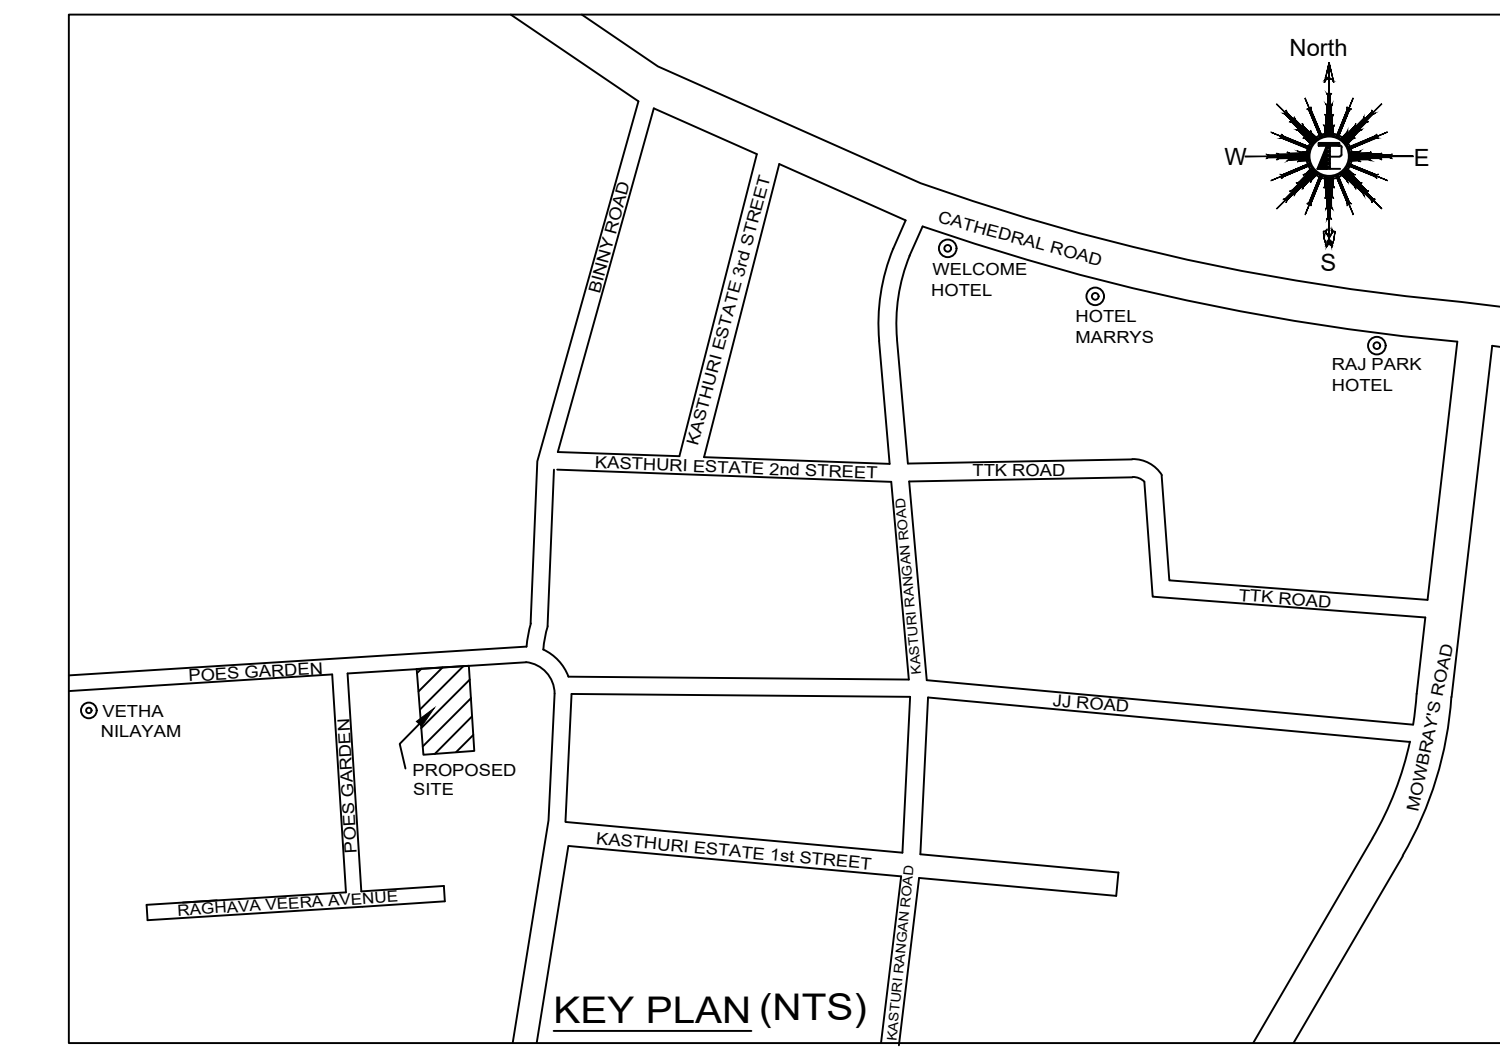 North
W
E
S
BINNY ROAD
KASTHURI ESTATE 3rd STREET
CATHEDRAL ROAD
WELCOME
HOTEL
HOTEL
MARRYS
RAJ PARK
HOTEL
KASTHURI ESTATE 2nd STREET
TTK ROAD
KASTURI RANGAN ROAD
TTK ROAD
POES GARDEN
VETHA
NILAYAM
POES GARDEN
PROPOSED
SITE
JJ ROAD
MOWBRAY'S ROAD
KASTHURI ESTATE 1st STREET
RAGHAVA VEERA AVENUE
KASTURI RANGAN ROAD
KEY PLAN (NTS)